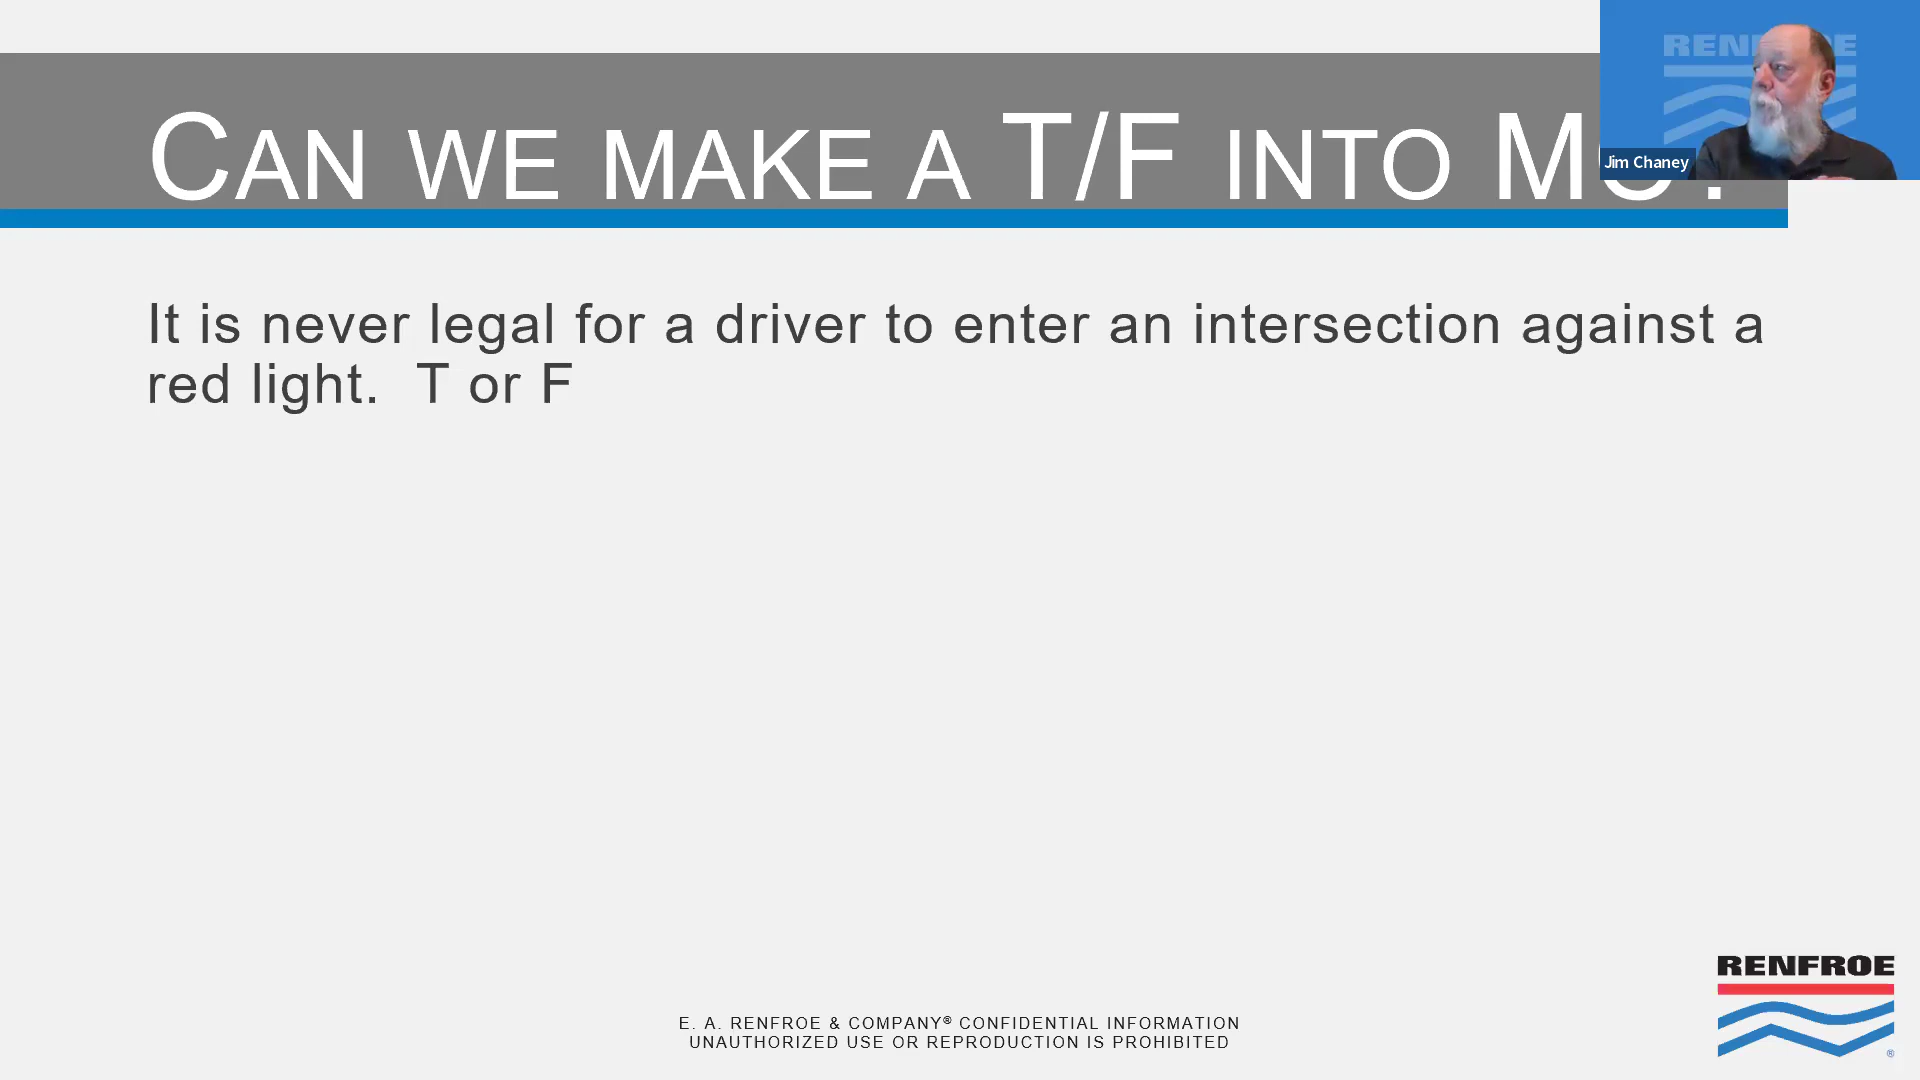 CAN WE MAKE A T/F INTO
Jim Chaney
It is never legal for a driver to enter an intersection against a
red light. T or F
RENFROE
E. A. RENFROE & COMPANY® CONFIDENTIAL INFORMATION
UNAUTHORIZED USE OR REPRODUCTION IS PROHIBITED